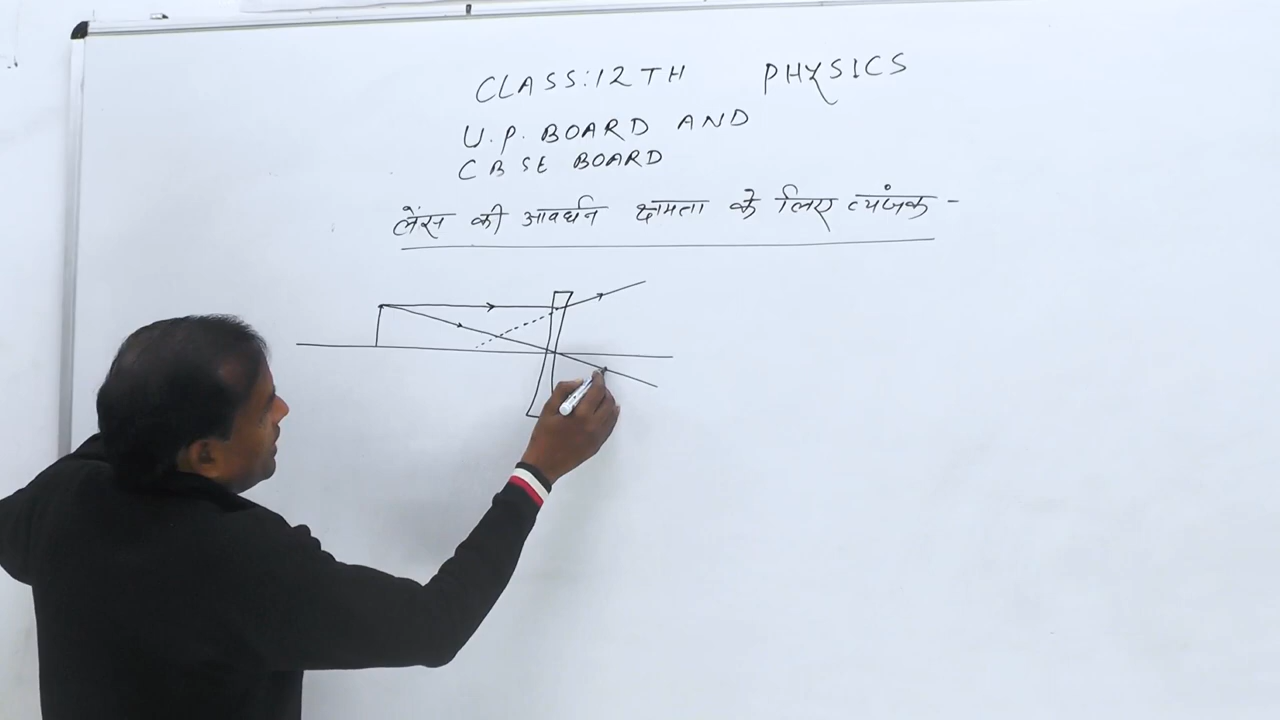 CLASS:12TH PHYSICS
U.P. BOARD AND
CBSE BOARD
लेंस की आवर्धन क्षमता के लिए व्यंजक -